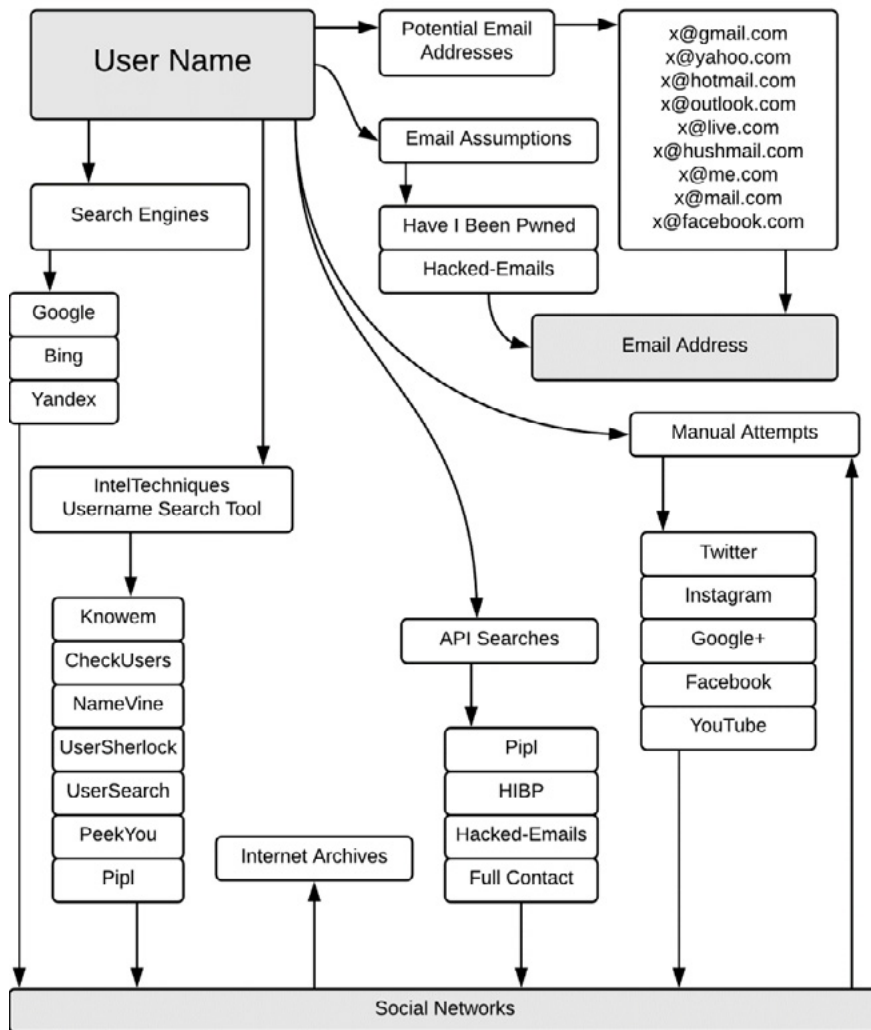 User Name
Potential Email
Addresses
x@gmail.com
x@yahoo.com
x@hotmail.com
x@outlook.com
x@live.com
x@hushmail.com
x@me.com
x@mail.com
x@facebook.com
Email Assumptions
Search Engines
Have I Been Pwned
Hacked-Emails
Google
Bing
Yandex
Email Address
Manual Attempts
IntelTechniques
Username Search Tool
Twitter
Instagram
Google+
Facebook
YouTube
Knowem
CheckUsers
NameVine
UserSherlock
UserSearch
PeekYou
Pipl
API Searches
Pipl
HIBP
Hacked-Emails
Full Contact
Internet Archives
Social Networks